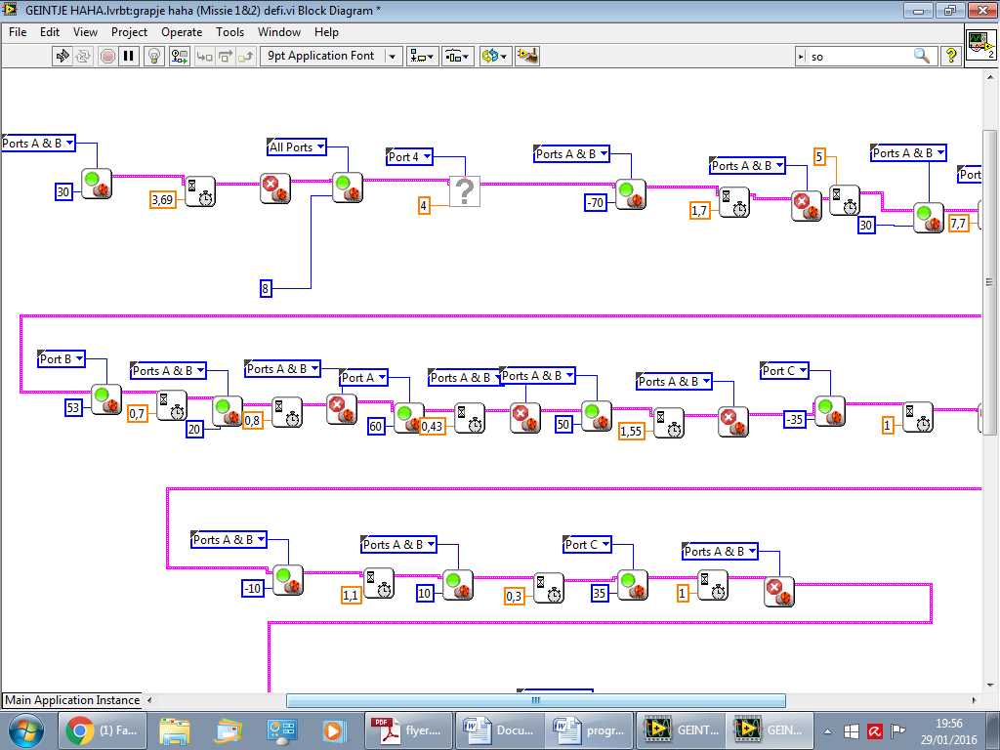 GEINTJE HAHA.lvrbt:grapje haha (Missie 1&2) defi.vi Block Diagram *
File Edit View Project Operate Tools Window Help
9pt Application Font
so
2
Ports A & B
All Ports
Port 4
Ports A & B
Ports A & B
5
Ports A & B
Port
30
3,69
4
-70
1,7
30
7,7
8
Port B
Ports A & B
Ports A & B
Port A
Ports A & B
Ports A & B
Ports A & B
Port C
53
0,7
20
0,8
60
0,43
50
1,55
-35
1
Ports A & B
Ports A & B
Port C
Ports A & B
-10
1,1
10
0,3
35
1
Main Application Instance
(1) Fa...
PDF
flyer....
Docu...
progr...
GEINT...
GEIN...
19:56
29/01/2016